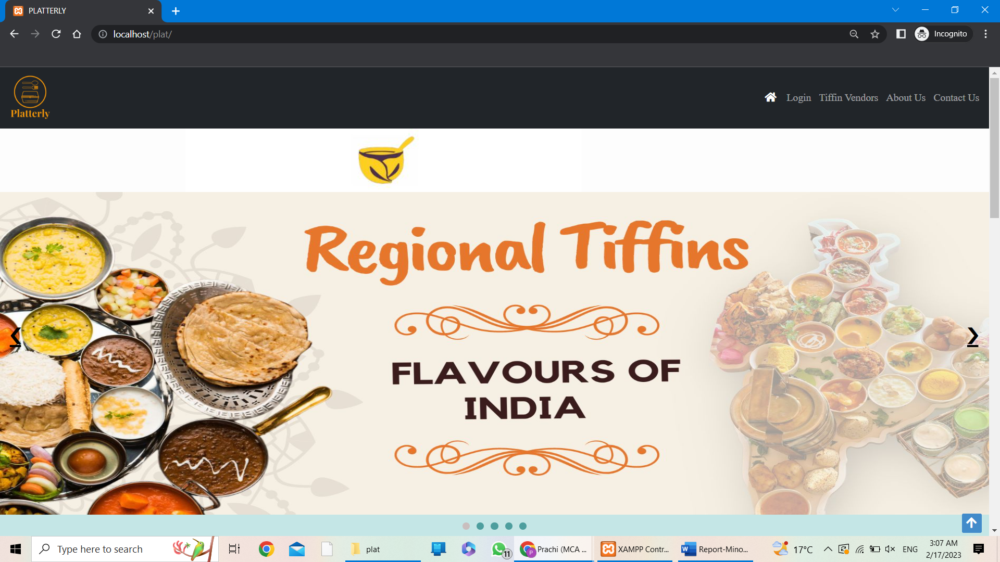 PLATTERLY
localhost/plat/
Incognito
Platterly
Login Tiffin Vendors About Us Contact Us
Regional Tiffins
FLAVOURS OF
INDIA
Type here to search
plat
11
P
Prachi (MCA ...
XAMPP Contr...
Report-Mino...
17°C
ENG
3:07 AM
2/17/2023